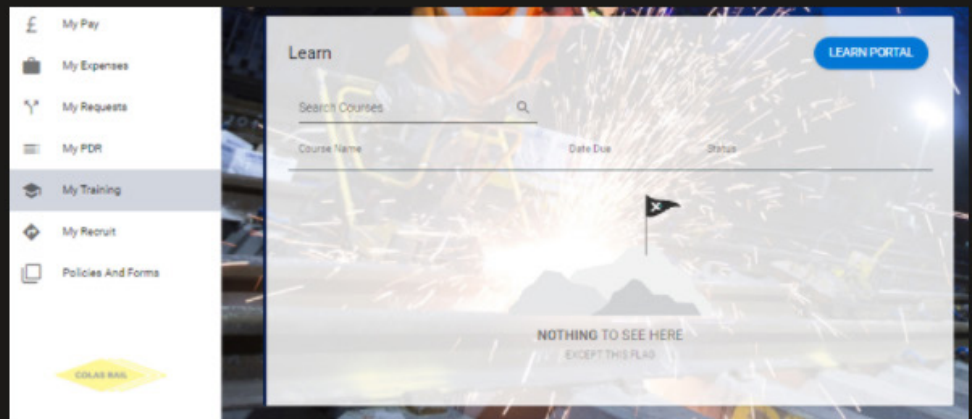 My Pay
My Expenses
My Requests
My PDR
My Training
My Recruit
Policies And Forms
COLAS RAIL
Learn
LEARN PORTAL
Search Courses
Course Name Date Due Status
NOTHING TO SEE HERE
EXCEPT THIS FLAG